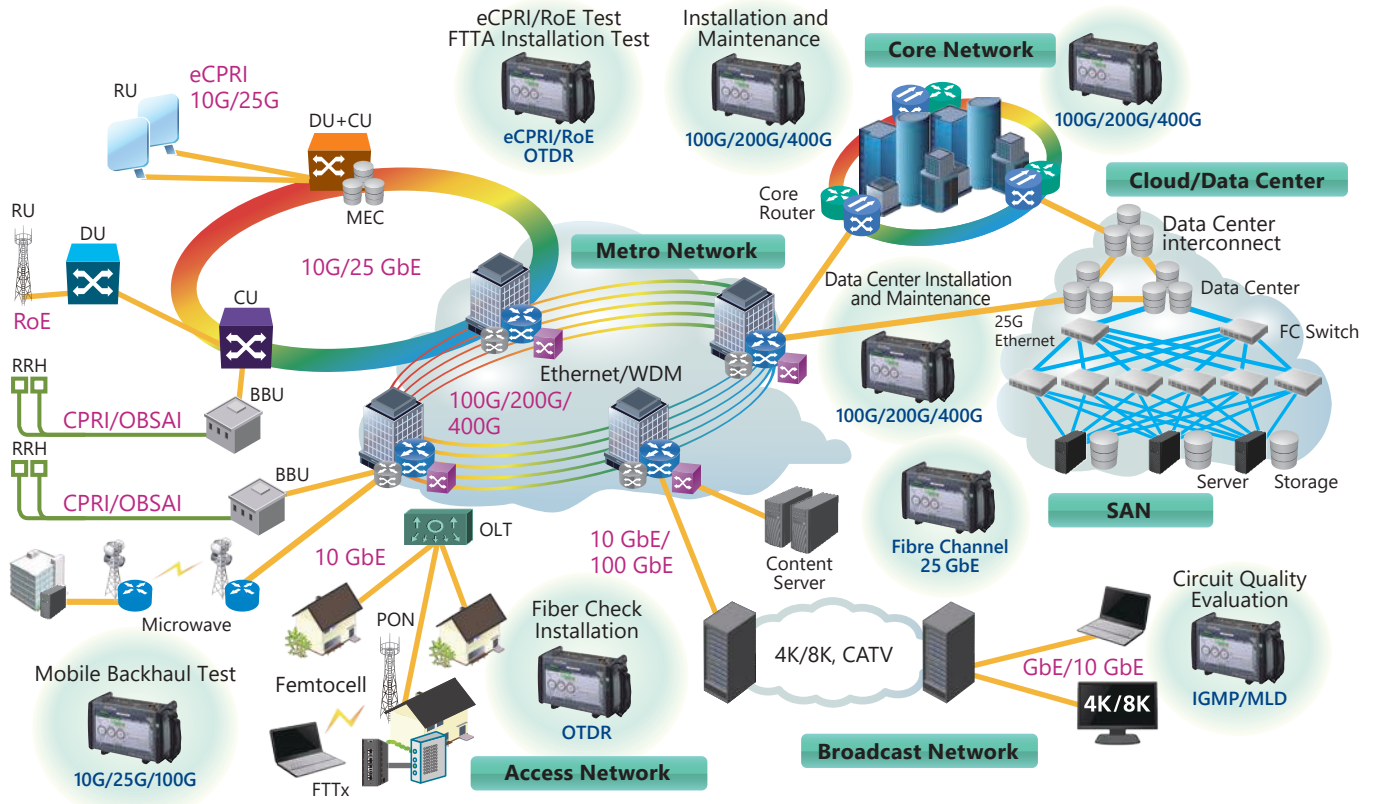 eCPRI/RoE Test
FTTA Installation Test
eCPRI/RoE
OTDR
Installation and
Maintenance
100G/200G/400G
Core Network
100G/200G/400G
RU
eCPRI
10G/25G
DU+CU
MEC
Core
Router
Cloud/Data Center
RU
DU
RoE
10G/25 GbE
CU
Metro Network
Data Center
interconnect
Data Center Installation
and Maintenance
100G/200G/400G
Data Center
25G
Ethernet
FC Switch
RRH
CPRI/OBSAI
BBU
Ethernet/WDM
100G/200G/
400G
RRH
CPRI/OBSAI
BBU
Server
Storage
SAN
Fibre Channel
25 GbE
OLT
10 GbE
10 GbE/
100 GbE
Content
Server
Microwave
Mobile Backhaul Test
10G/25G/100G
PON
Femtocell
FTTx
Fiber Check
Installation
OTDR
Access Network
4K/8K, CATV
Broadcast Network
Circuit Quality
Evaluation
IGMP/MLD
GbE/10 GbE
4K/8K